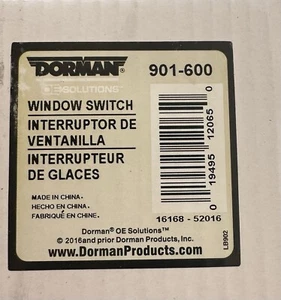 DORMAN®
OE SOLUTIONS™
901-600
WINDOW SWITCH
INTERRUPTOR DE
VENTANILLA
INTERRUPTEUR
DE GLACES
MADE IN CHINA.
HECHO EN CHINA.
FABRIQUÉ EN CHINE.
0 19495 12065 0
16168 - 52016
Dorman® OE Solutions™
© 2016and prior Dorman Products, Inc.
www.DormanProducts.com
LB902